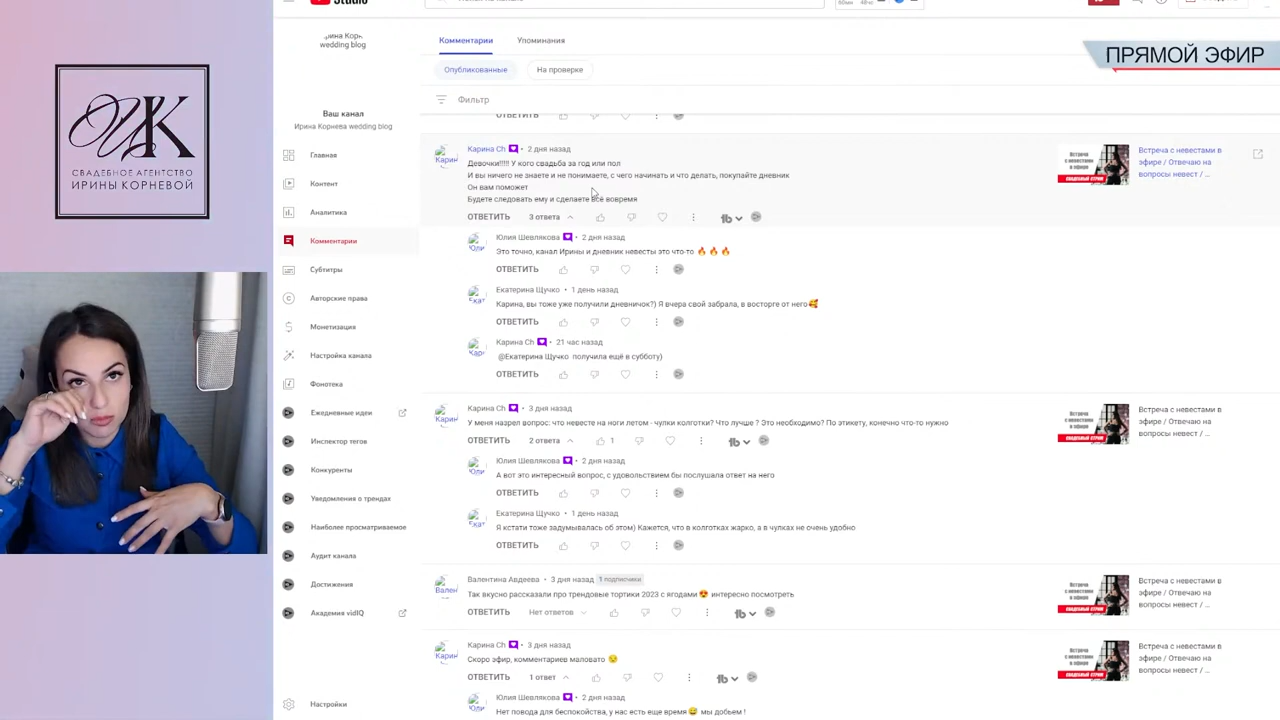 Studio
ПРЯМОЙ ЭФИР
ИК
СВАДЕБНОЕ АГЕНТСТВО
ИРИНЫ КОРНЕВОЙ
wedding blog
Ваш канал
Ирина Корнева wedding blog
Главная
Контент
Аналитика
Комментарии
Субтитры
Авторские права
Монетизация
Настройка канала
Фонотека
Ежедневные идеи
Инспектор тегов
Конкуренты
Уведомления о трендах
Наиболее просматриваемое
Аудит канала
Достижения
Академия vidIQ
Настройки
Комментарии Упоминания
Опубликованные На проверке
Фильтр
ОТВЕТИТЬ
Карина Ch • 2 дня назад
Девочки!!!!! У кого свадьба за год или пол
И вы ничего не знаете и не понимаете, с чего начинать и что делать, покупайте дневник
Он вам поможет
Будете следовать ему и сделаете всё вовремя
ОТВЕТИТЬ 3 ответа
Встреча с невестами в
эфире / Отвечаю на
вопросы невест / ...
Юлия Шевлякова • 2 дня назад
Это точно, канал Ирины и дневник невесты это что-то 🔥 🔥 🔥
ОТВЕТИТЬ
Екатерина Щучко • 1 день назад
Карина, вы тоже уже получили дневничок?) Я вчера свой забрала, в восторге от него🥰
ОТВЕТИТЬ
Карина Ch • 21 час назад
@Екатерина Щучко получила ещё в субботу)
ОТВЕТИТЬ
Карина Ch • 3 дня назад
У меня назрел вопрос: что невесте на ноги летом - чулки колготки? Что лучше ? Это необходимо? По этикету, конечно что-то нужно
ОТВЕТИТЬ 2 ответа 1
Встреча с невестами в
эфире / Отвечаю на
вопросы невест / ...
Юлия Шевлякова • 2 дня назад
А вот это интересный вопрос, с удовольствием бы послушала ответ на него
ОТВЕТИТЬ
Екатерина Щучко • 1 день назад
Я кстати тоже задумывалась об этом) Кажется, что в колготках жарко, а в чулках не очень удобно
ОТВЕТИТЬ
Валентина Авдеева • 3 дня назад 1 подписчики
Так вкусно рассказали про трендовые тортики 2023 с ягодами😍 интересно посмотреть
ОТВЕТИТЬ Нет ответов
Встреча с невестами в
эфире / Отвечаю на
вопросы невест / ...
Карина Ch • 3 дня назад
Скоро эфир, комментариев маловато 😒
ОТВЕТИТЬ 1 ответ
Встреча с невестами в
эфире / Отвечаю на
вопросы невест / ...
Юлия Шевлякова • 2 дня назад
Нет повода для беспокойства, у нас есть еще время😅 мы добьем !